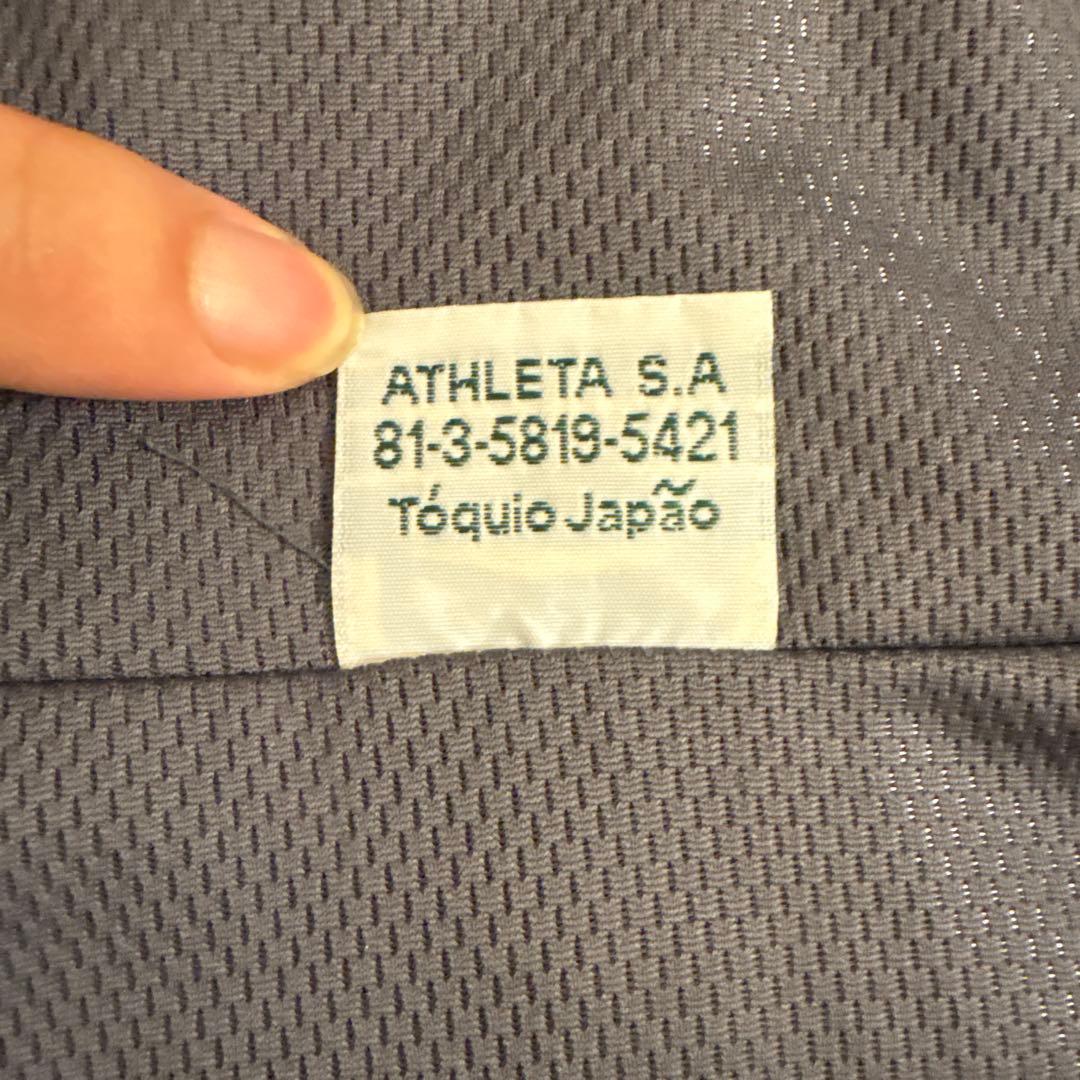 ATHLETA S.A
81-3-5819-5421
Tóquio Japão